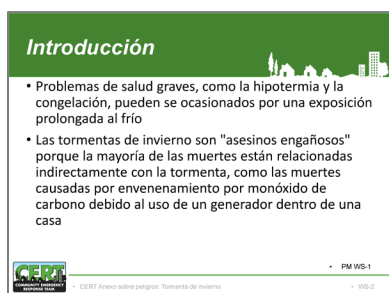 Introducción
• Problemas de salud graves, como la hipotermia y la
congelación, pueden se ocasionados por una exposición
prolongada al frío
• Las tormentas de invierno son "asesinos engañosos"
porque la mayoría de las muertes están relacionadas
indirectamente con la tormenta, como las muertes
causadas por envenenamiento por monóxido de
carbono debido al uso de un generador dentro de una
casa
• PM WS-1
CERT
COMMUNITY EMERGENCY
RESPONSE TEAM
• CERT Anexo sobre peligros: Tormenta de invierno
• WS-2